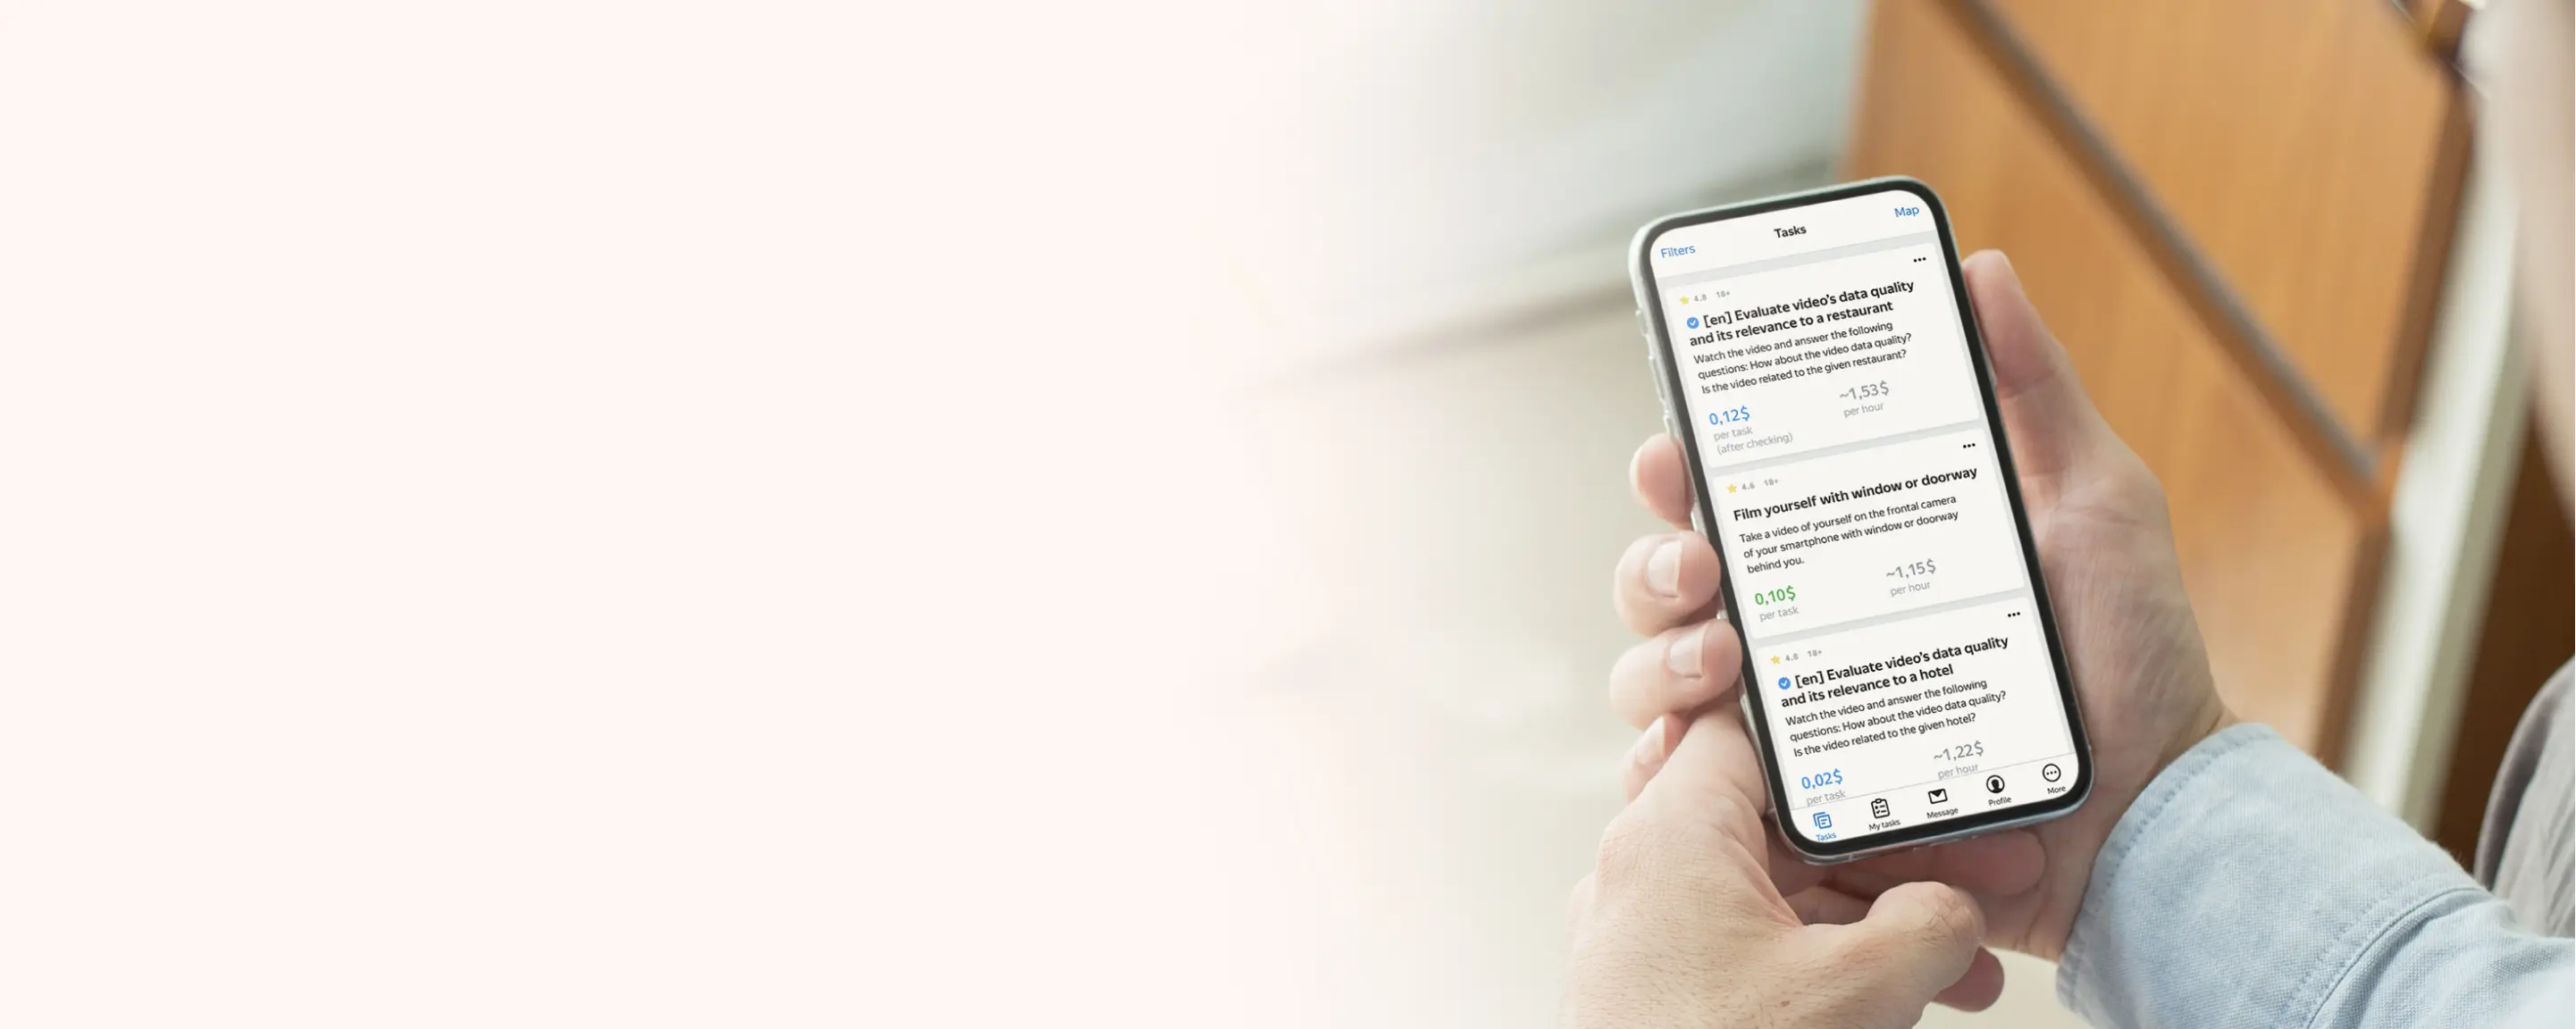 Filters
Tasks
Map
4.8 18+
[en] Evaluate video's data quality
and its relevance to a restaurant
Watch the video and answer the following
questions: How about the video data quality?
Is the video related to the given restaurant?
0,12$
per task
(after checking)
~1,53$
per hour
4.6 18+
Film yourself with window or doorway
Take a video of yourself on the frontal camera
of your smartphone with window or doorway
behind you.
0,10$
per task
~1,15$
per hour
4.8 18+
[en] Evaluate video's data quality
and its relevance to a hotel
Watch the video and answer the following
questions: How about the video data quality?
Is the video related to the given hotel?
0,02$
per task
~1,22$
per hour
Tasks
My tasks
Message
Profile
More